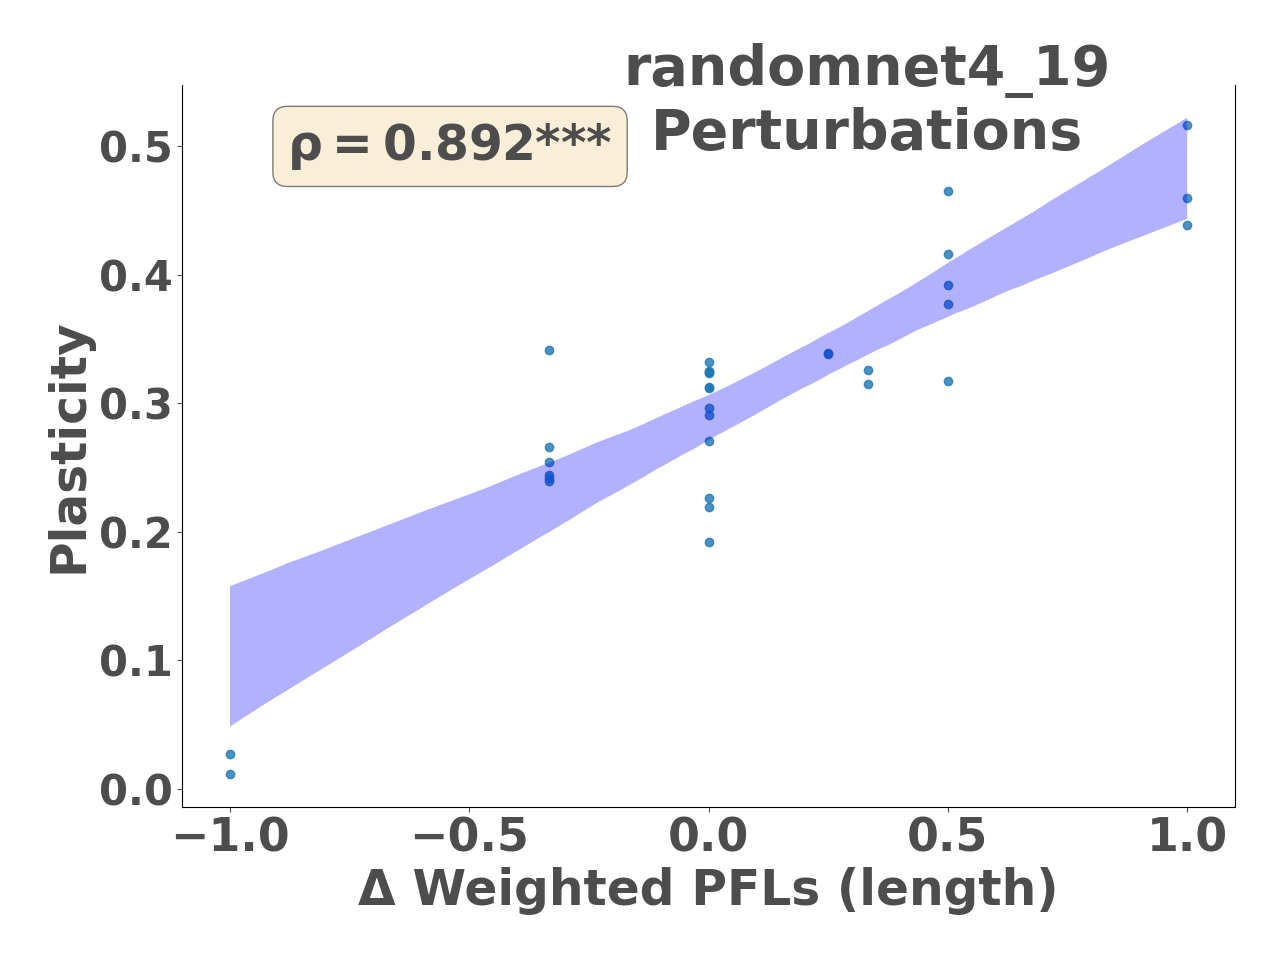 randomnet4_19
Perturbations
ρ = 0.892***
Plasticity
0.5
0.4
0.3
0.2
0.1
0.0
−1.0 −0.5 0.0 0.5 1.0
Δ Weighted PFLs (length)